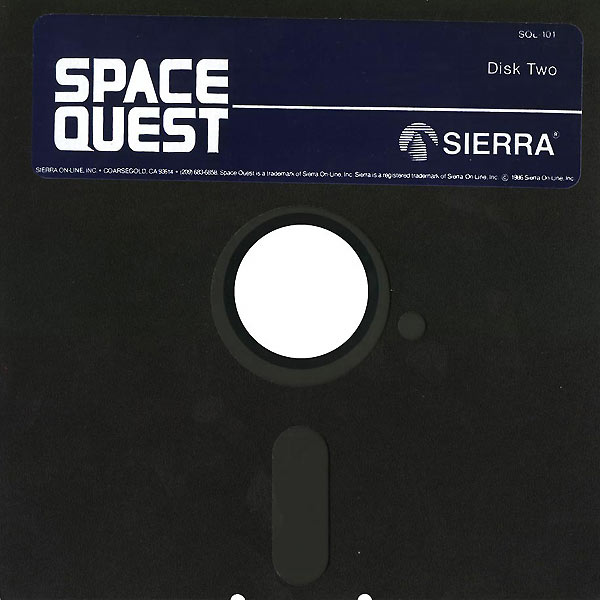 SOL-101
Disk Two
SPACE
QUEST
SIERRA®
SIERRA ON-LINE, INC. • COARSEGOLD, CA 93614 • (209) 683-6858. Space Quest is a trademark of Sierra On-Line, Inc. Sierra is a registered trademark of Sierra On-Line, Inc. © 1986 Sierra On-Line, Inc.